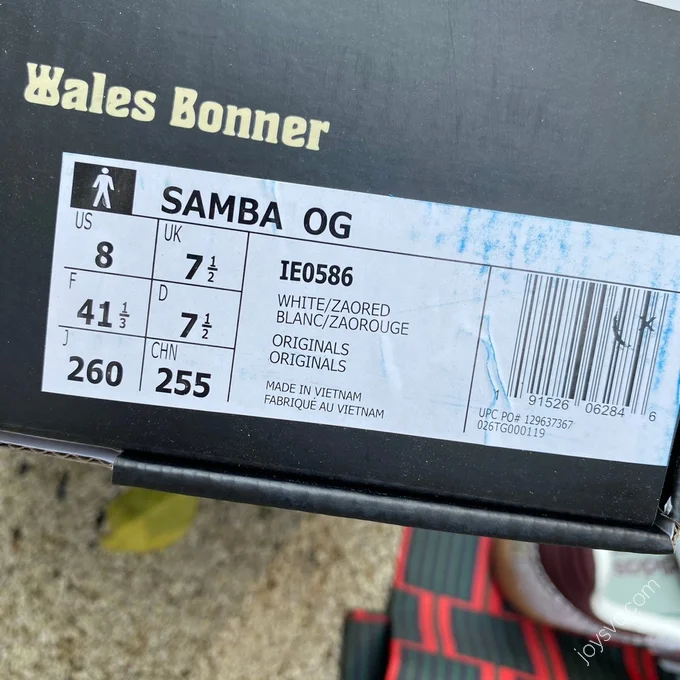 Wales Bonner
SAMBA OG
US
8
UK
7 1/2
F
41 1/3
D
7 1/2
J
260
CHN
255
IE0586
WHITE/ZAORED
BLANC/ZAOROUGE
ORIGINALS
ORIGINALS
MADE IN VIETNAM
FABRIQUÉ AU VIETNAM
1 91526 06284 6
UPC PO# 129637367
026TG000119